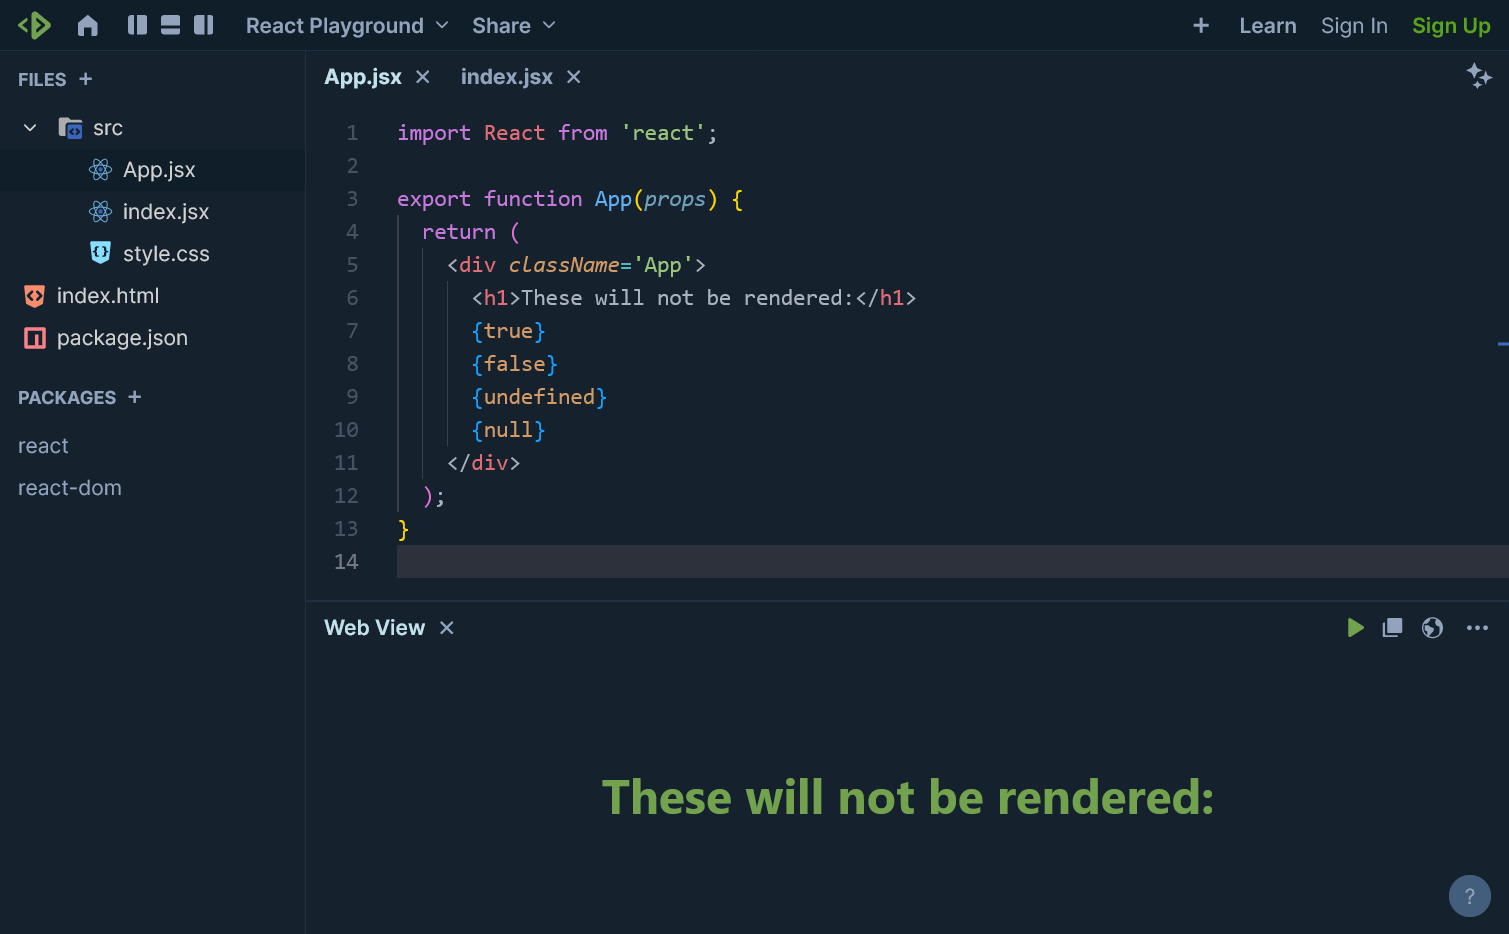 React Playground Share + Learn Sign In Sign Up
FILES +
src
App.jsx
index.jsx
style.css
index.html
package.json
PACKAGES +
react
react-dom
App.jsx index.jsx
1 import React from 'react';
2
3 export function App(props) {
4 return (
5 <div className='App'>
6 <h1>These will not be rendered:</h1>
7 {true}
8 {false}
9 {undefined}
10 {null}
11 </div>
12 );
13 }
14
Web View
These will not be rendered:
?